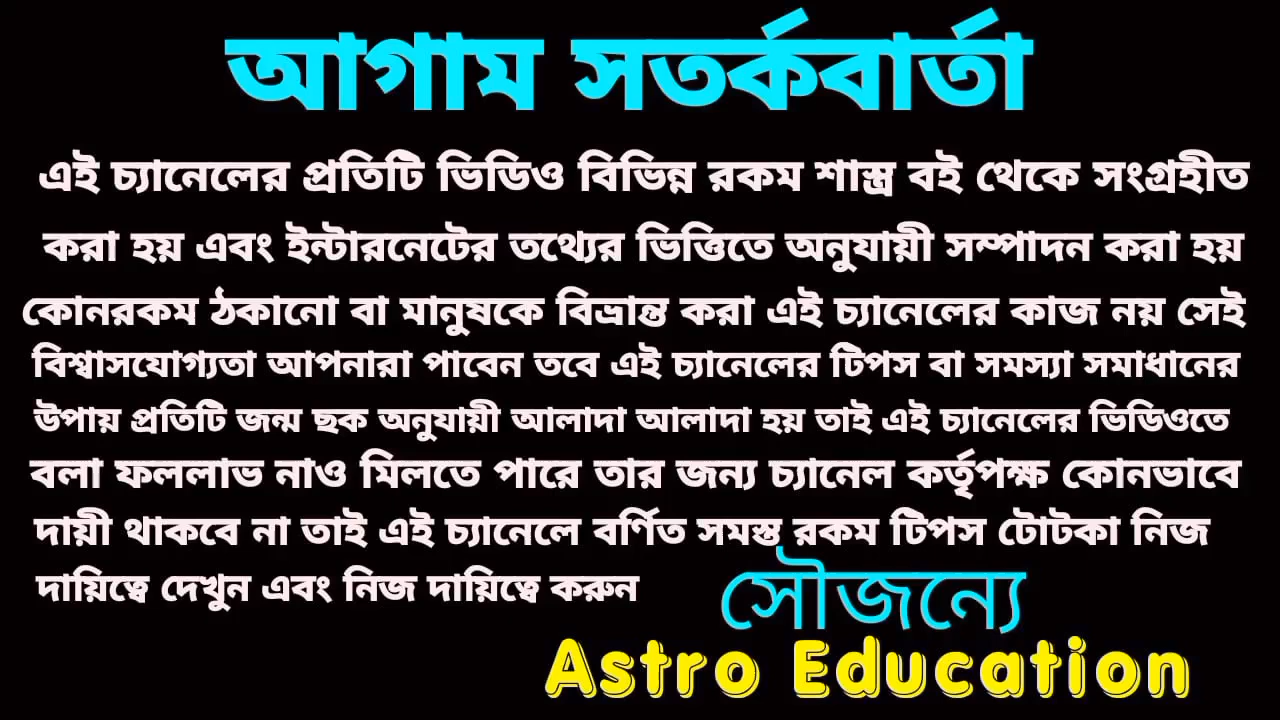 আগাম সতর্কবার্তা
এই চ্যানেলের প্রতিটি ভিডিও বিভিন্ন রকম শাস্ত্র বই থেকে সংগ্রহীত
করা হয় এবং ইন্টারনেটের তথ্যের ভিত্তিতে অনুযায়ী সম্পাদন করা হয়
কোনরকম ঠকানো বা মানুষকে বিভ্রান্ত করা এই চ্যানেলের কাজ নয় সেই
বিশ্বাসযোগ্যতা আপনারা পাবেন তবে এই চ্যানেলের টিপস বা সমস্যা সমাধানের
উপায় প্রতিটি জন্ম ছক অনুযায়ী আলাদা আলাদা হয় তাই এই চ্যানেলের ভিডিওতে
বলা ফললাভ নাও মিলতে পারে তার জন্য চ্যানেল কর্তৃপক্ষ কোনভাবে
দায়ী থাকবে না তাই এই চ্যানেলে বর্ণিত সমস্ত রকম টিপস টোটকা নিজ
দায়িত্বে দেখুন এবং নিজ দায়িত্বে করুন
সৌজন্যে
Astro Education